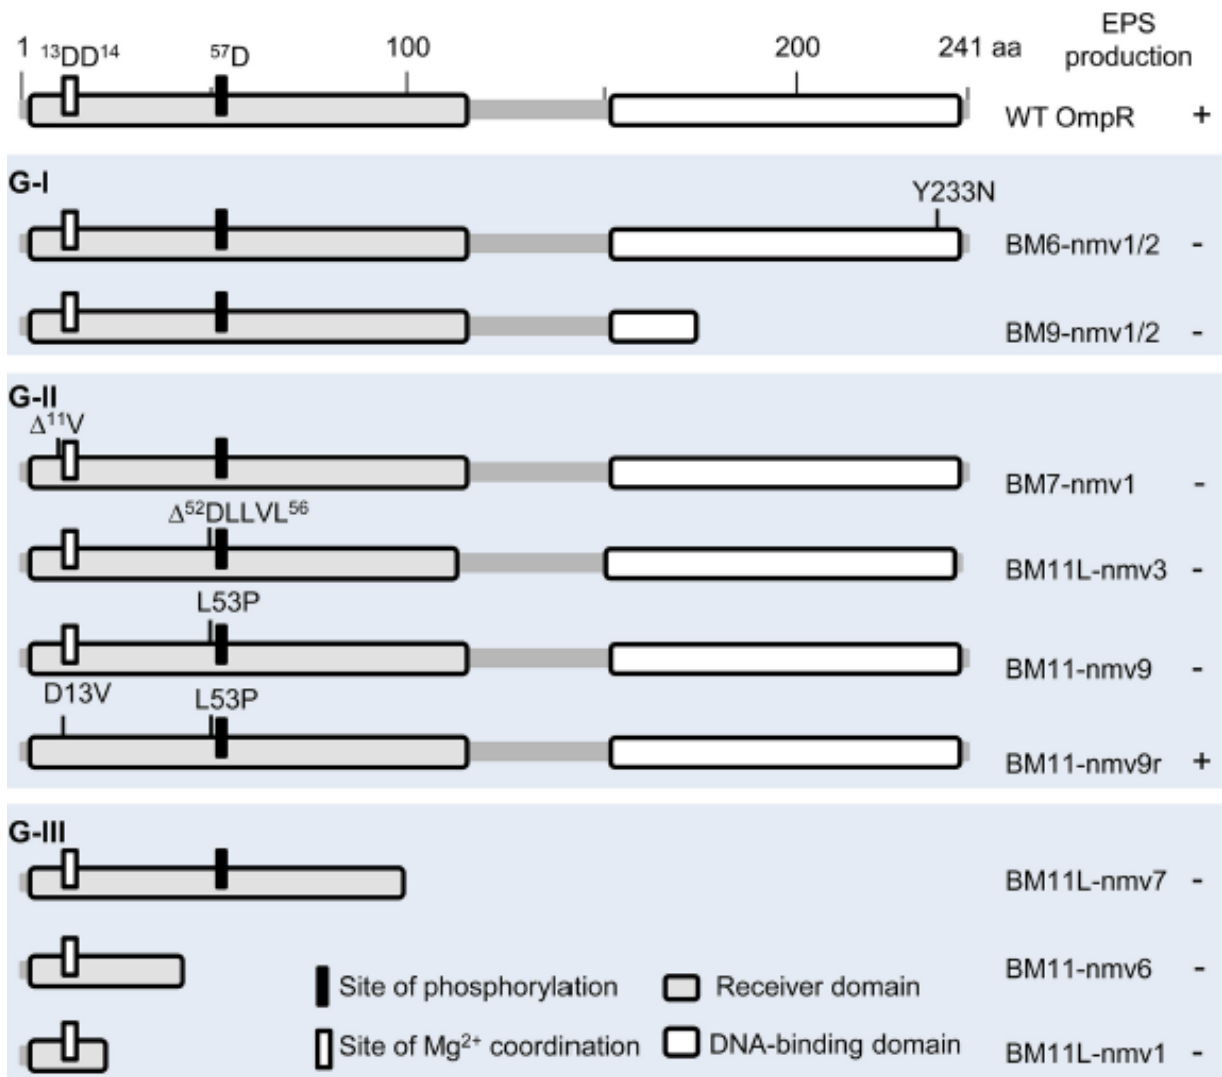 EPS
production
1 ¹³DD¹⁴ ⁵⁷D 100 200 241 aa
WT OmpR +
G-I
Y233N
BM6-nmv1/2 -
BM9-nmv1/2 -
G-II
Δ¹¹V
BM7-nmv1 -
Δ⁵²DLLVL⁵⁶
BM11L-nmv3 -
L53P
BM11-nmv9 -
D13V L53P
BM11-nmv9r +
G-III
BM11L-nmv7 -
BM11-nmv6 -
Site of phosphorylation Receiver domain
Site of Mg²⁺ coordination DNA-binding domain
BM11L-nmv1 -